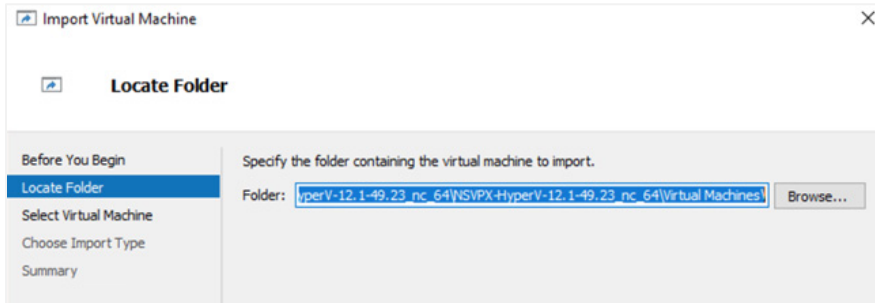 Import Virtual Machine
Locate Folder
Before You Begin
Locate Folder
Select Virtual Machine
Choose Import Type
Summary
Specify the folder containing the virtual machine to import.
Folder: yperV-12.1-49.23_nc_64\NSVPX-HyperV-12.1-49.23_nc_64\Virtual Machines\ Browse...